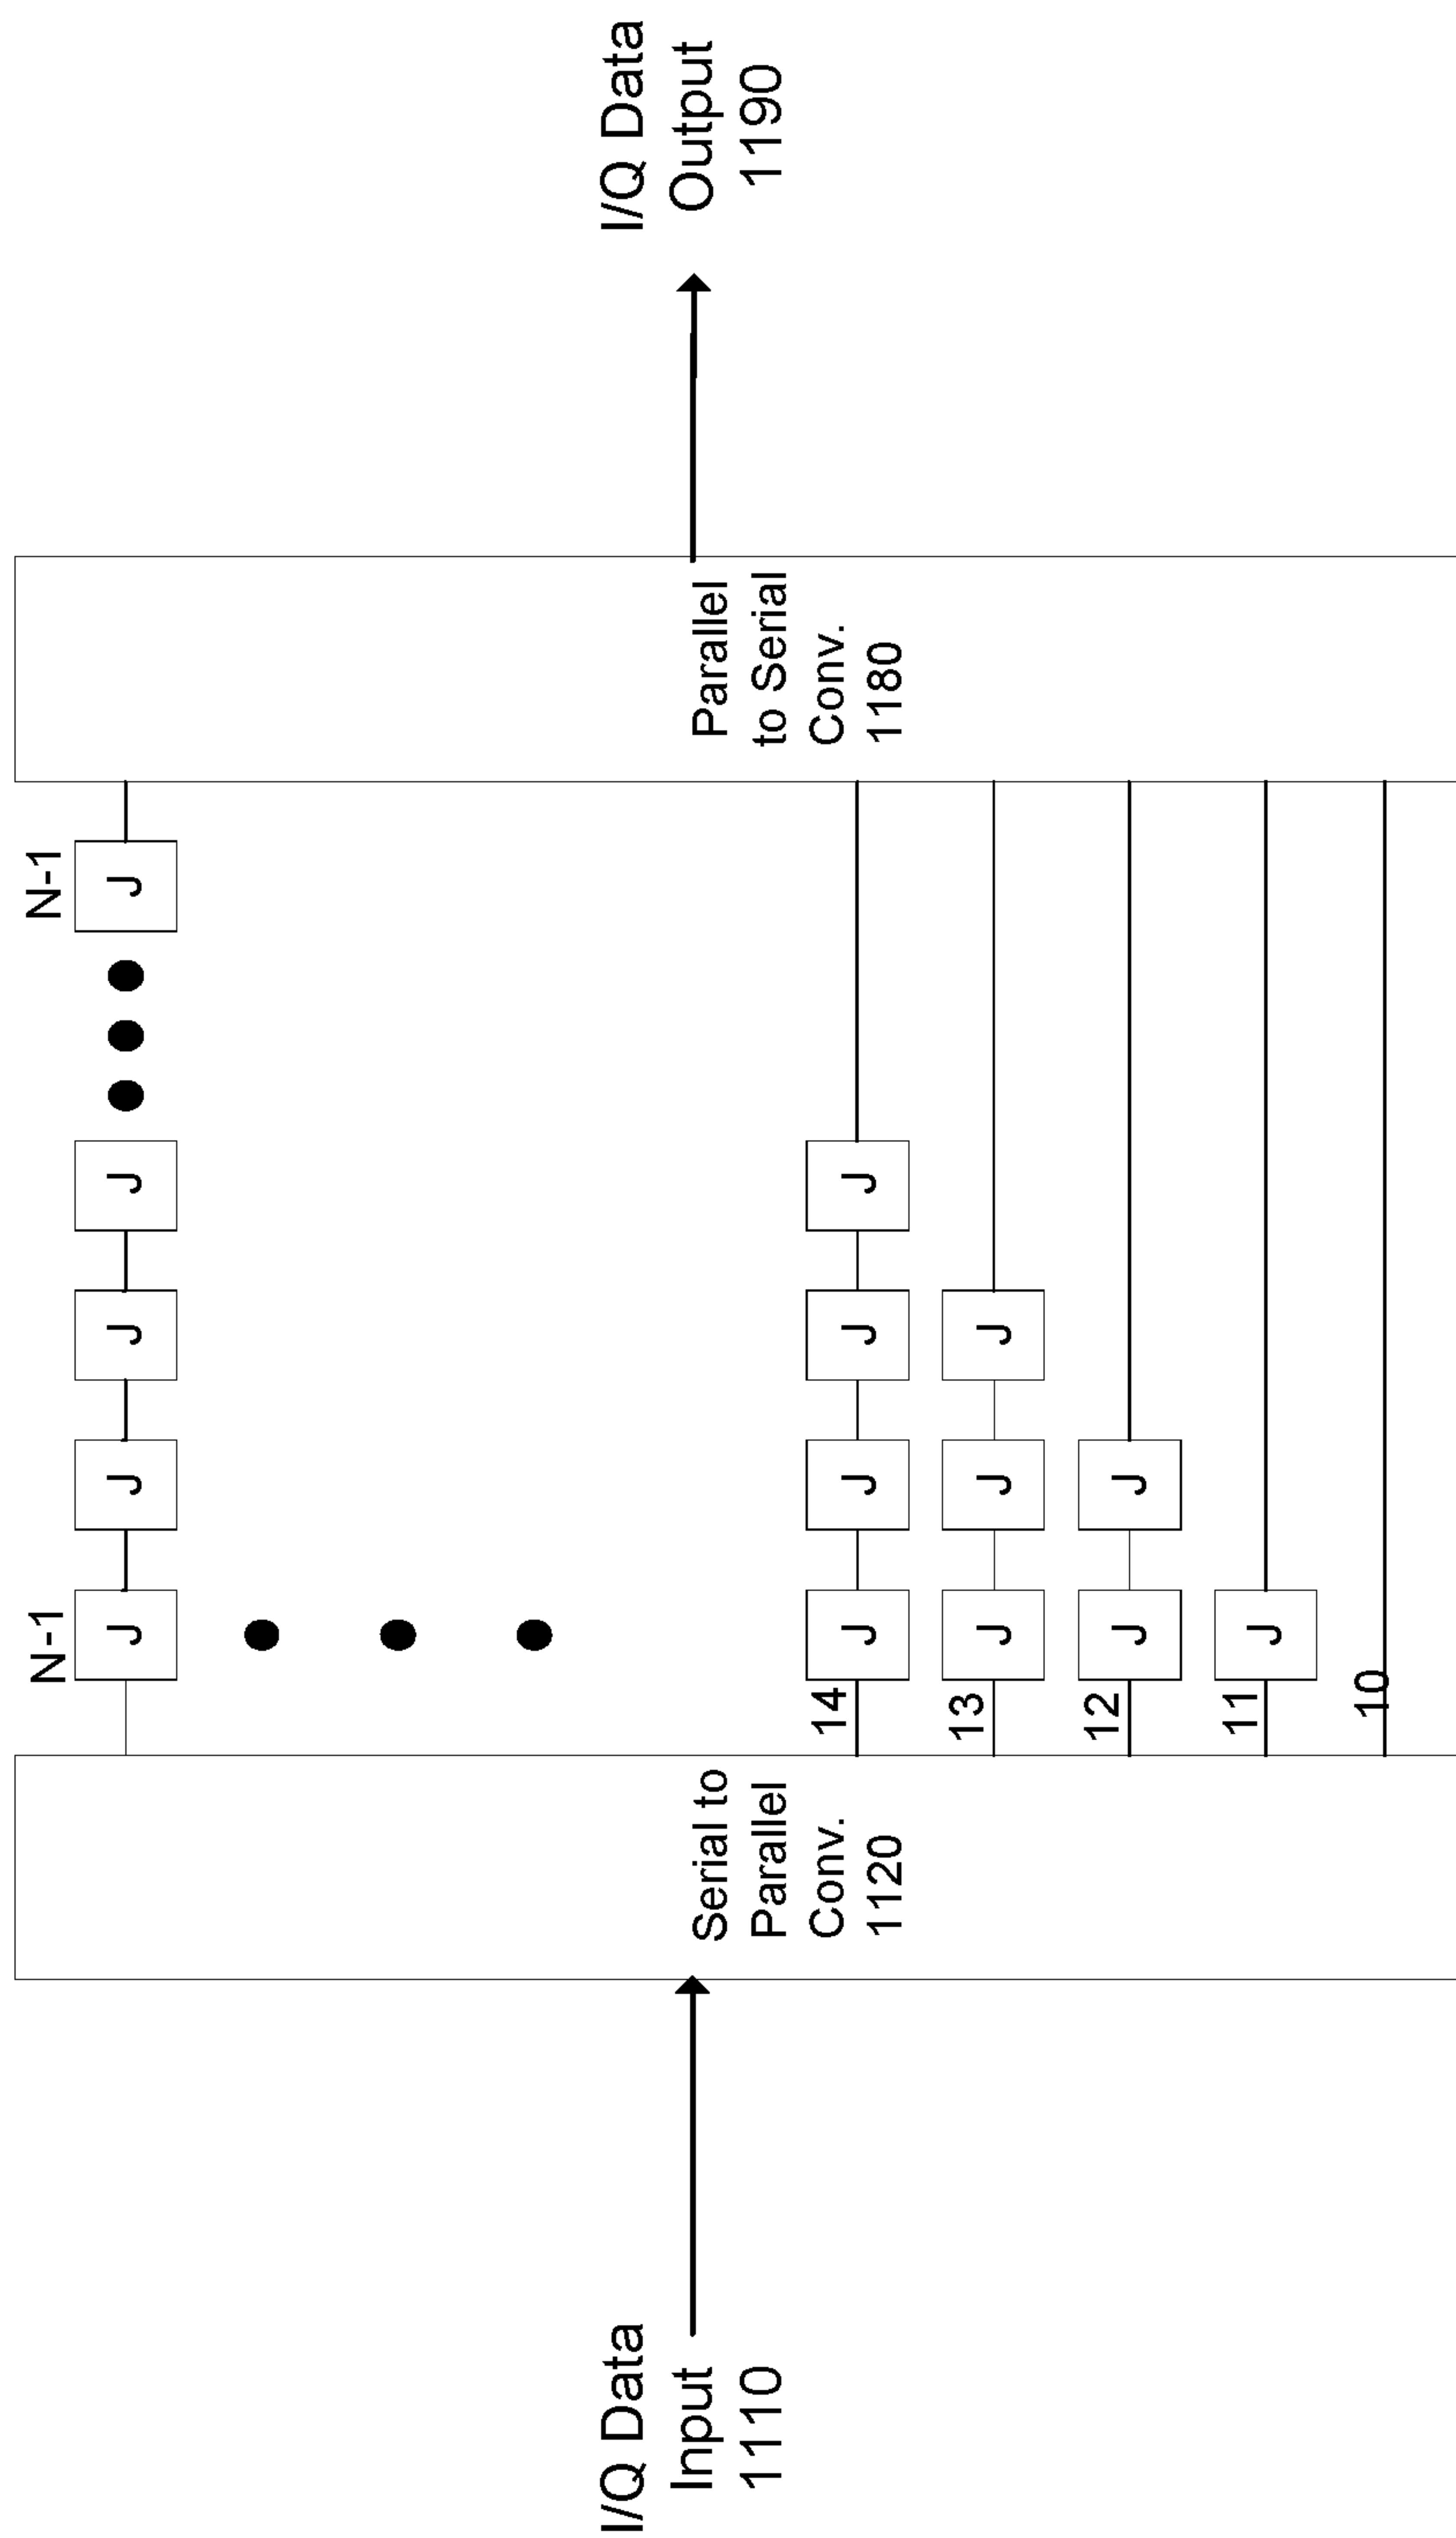 N-1
N-1
J
J
J
J
J
I/Q Data
Input
1110
Serial to
Parallel
Conv.
1120
Parallel
to Serial
Conv.
1180
I/Q Data
Output
1190
14
J
J
J
J
13
J
J
J
12
J
J
11
J
10